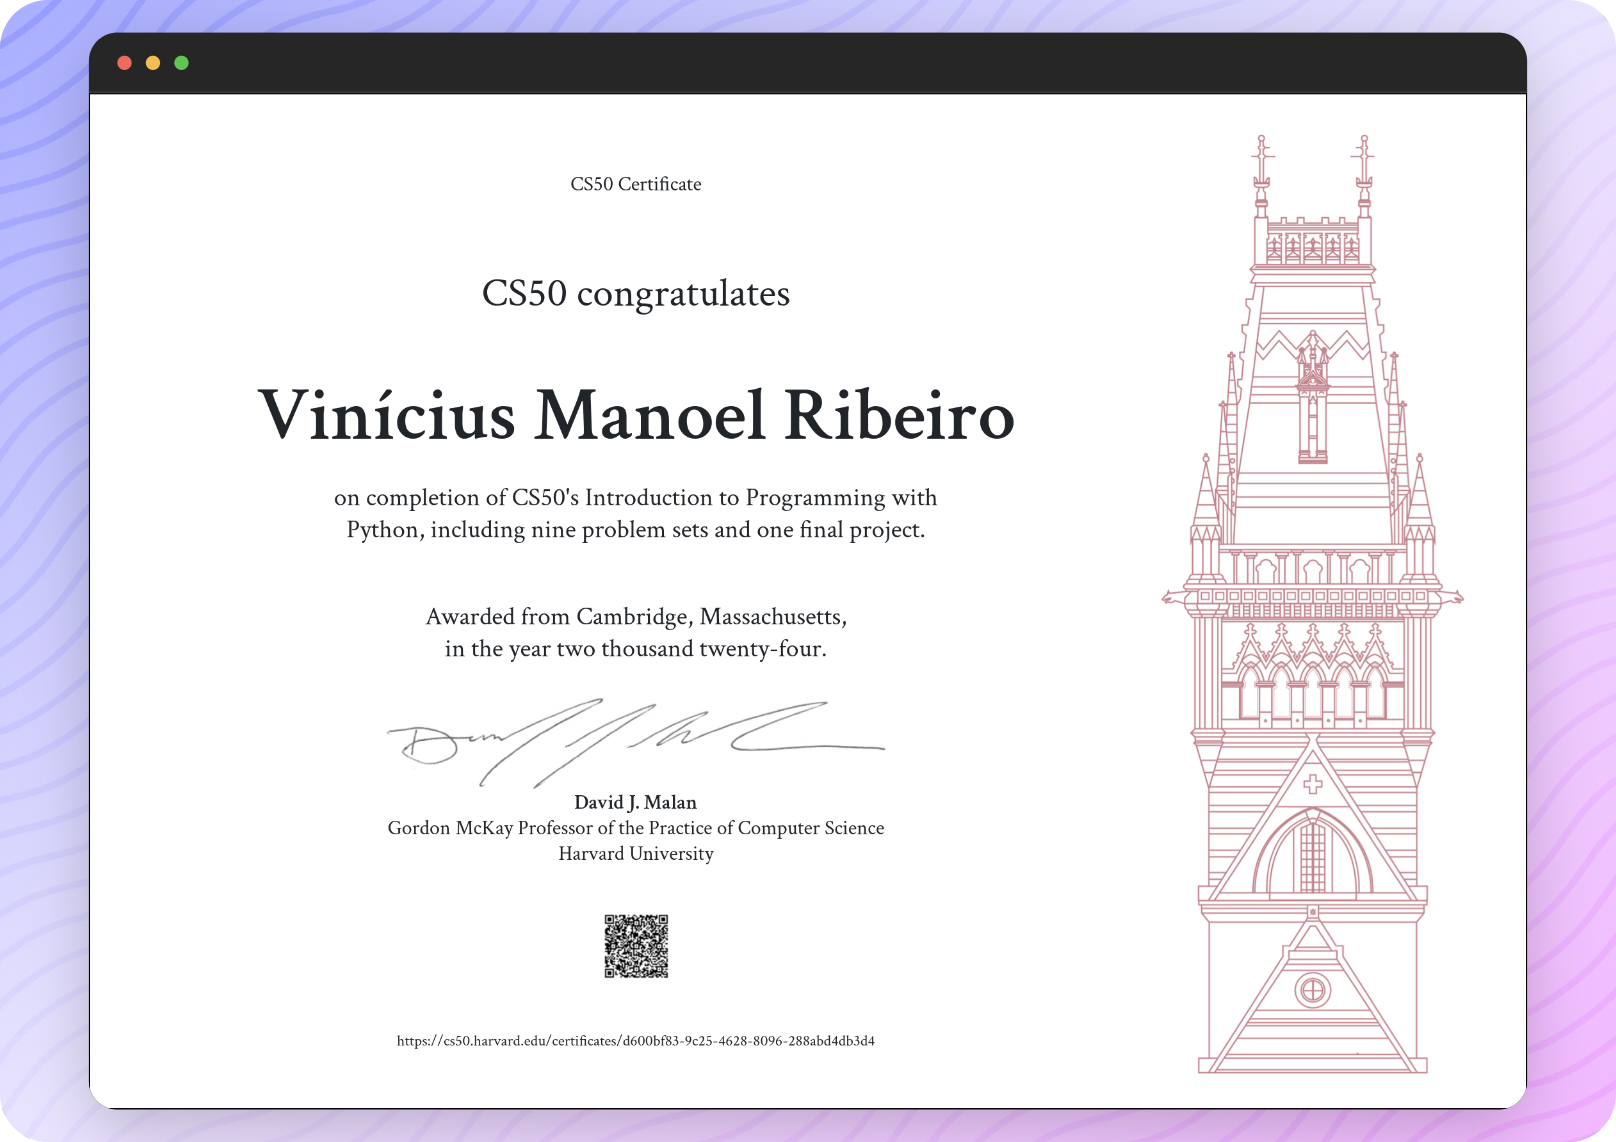 CS50 Certificate
CS50 congratulates
Vinícius Manoel Ribeiro
on completion of CS50's Introduction to Programming with
Python, including nine problem sets and one final project.
Awarded from Cambridge, Massachusetts,
in the year two thousand twenty-four.
David J. Malan
Gordon McKay Professor of the Practice of Computer Science
Harvard University
https://cs50.harvard.edu/certificates/d600bf83-9c25-4628-8096-288abd4db3d4